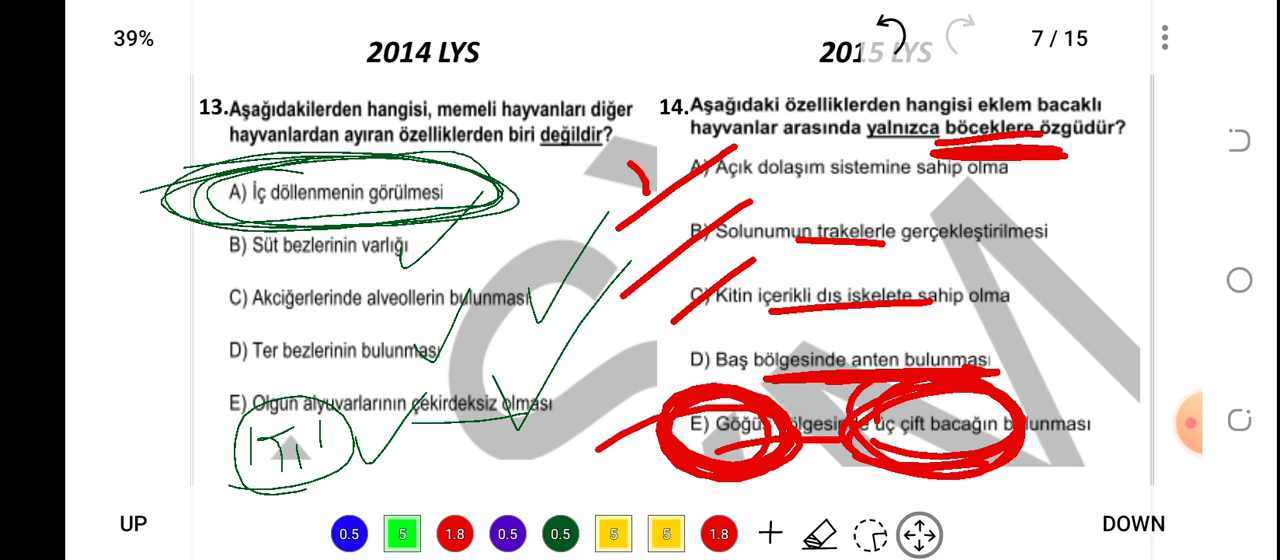 39%
2014 LYS
2015 LYS
7 / 15
13. Aşağıdakilerden hangisi, memeli hayvanları diğer
hayvanlardan ayıran özelliklerden biri değildir?
A) İç döllenmenin görülmesi
B) Süt bezlerinin varlığı
C) Akciğerlerinde alveollerin bulunması
D) Ter bezlerinin bulunması
E) Olgun alyuvarlarının çekirdeksiz olması
14. Aşağıdaki özelliklerden hangisi eklem bacaklı
hayvanlar arasında yalnızca böceklere özgüdür?
A) Açık dolaşım sistemine sahip olma
B) Solunumun trakelerle gerçekleştirilmesi
C) Kitin içerikli dış iskelete sahip olma
D) Baş bölgesinde anten bulunması
E) Göğüs bölgesinde üç çift bacağın bulunması
UP
0.5
5
1.8
0.5
0.5
5
5
1.8
DOWN